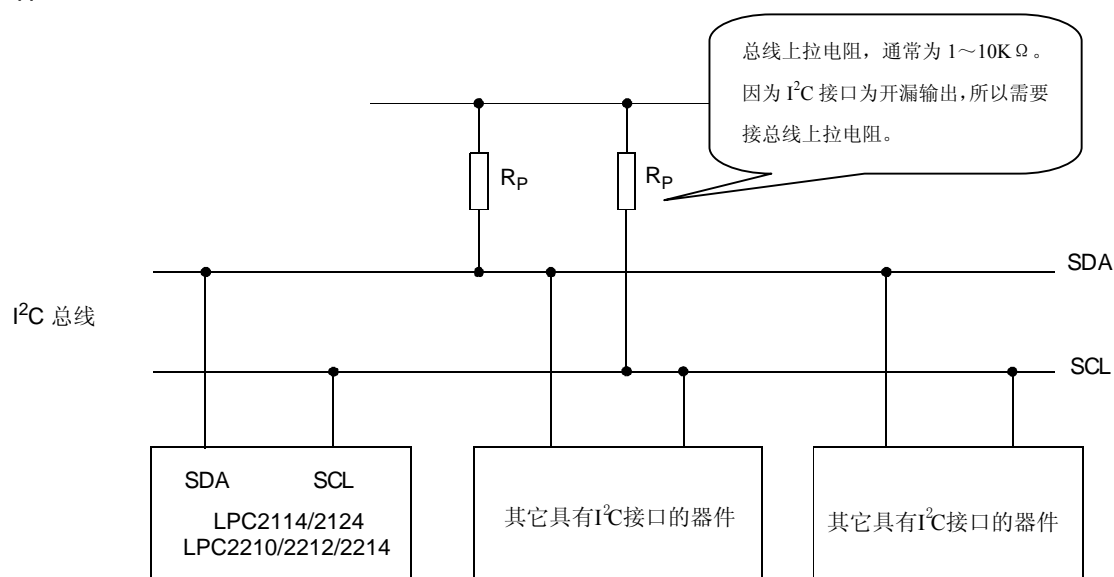 总线上拉电阻，通常为 1～10KΩ。
因为 I²C 接口为开漏输出，所以需要
接总线上拉电阻。
R_P
R_P
SDA
I²C 总线
SCL
SDA SCL
LPC2114/2124
LPC2210/2212/2214
其它具有I²C接口的器件
其它具有I²C接口的器件